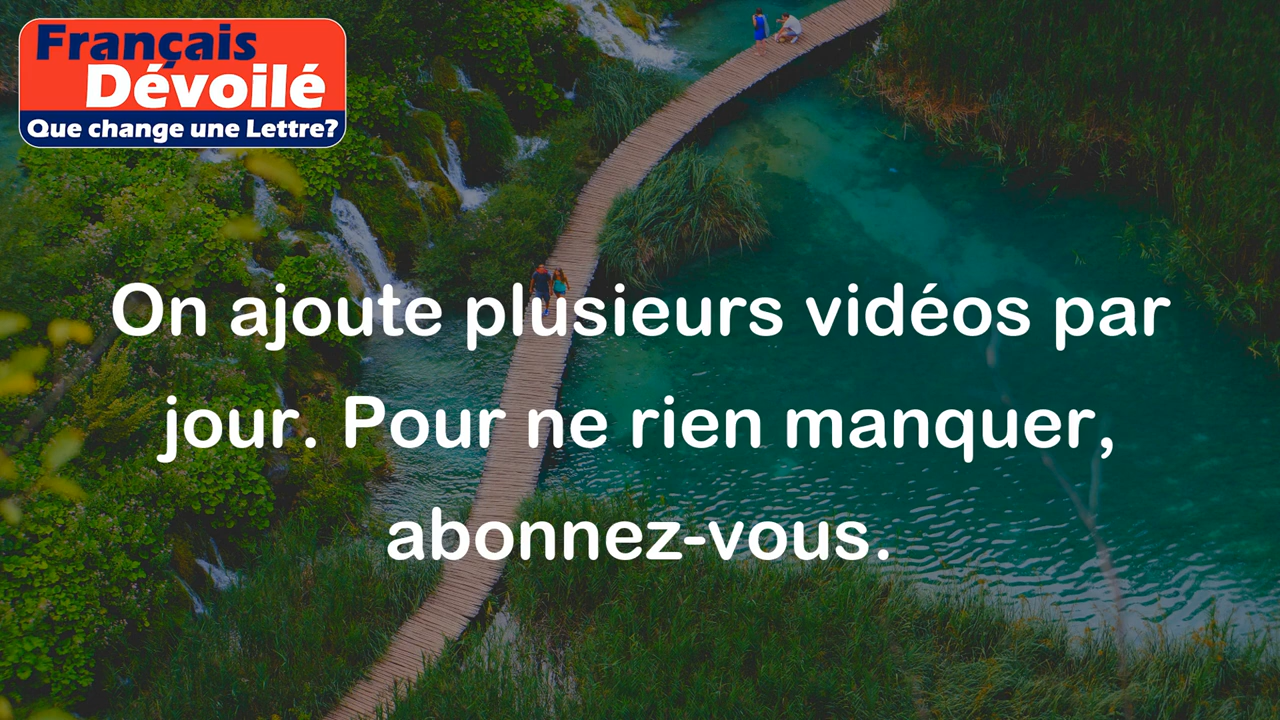 Français
Dévoilé
Que change une Lettre?
On ajoute plusieurs vidéos par
jour. Pour ne rien manquer,
abonnez-vous.